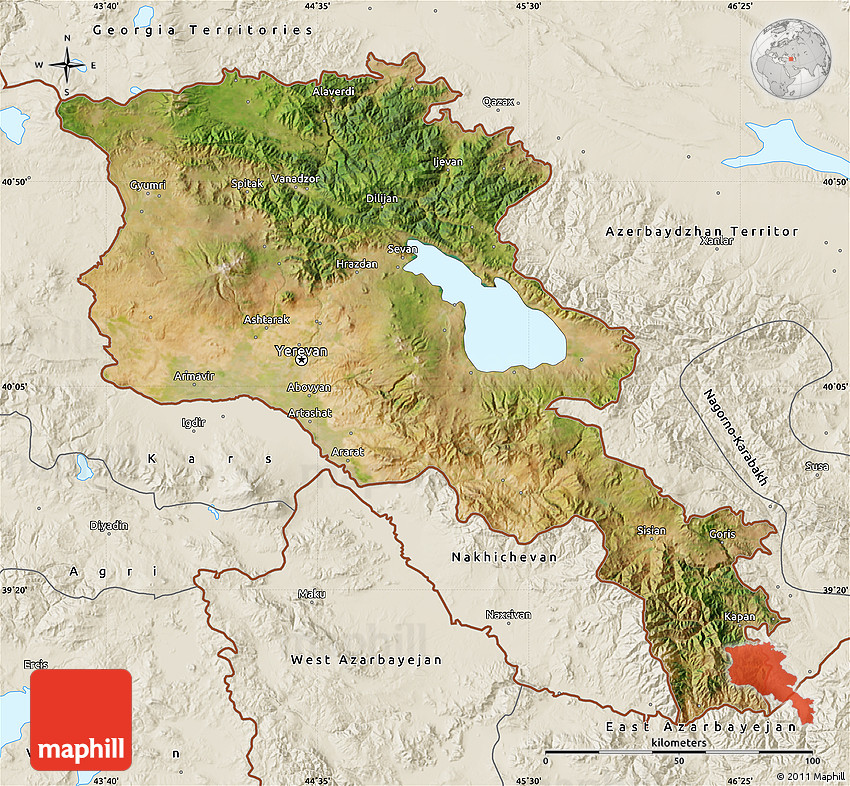 43°40' 44°35' 45°30' 46°25'
Georgia Territories
N
W E
S
Alaverdi
Qazax
Ijevan
40°50' 40°50'
Gyumri
Spitak
Vanadzor
Dilijan
Azerbaydzhan Territor
Xanlar
Sevan
Hrazdan
Ashtarak
Yerevan
Armavir
40°05' 40°05'
Abovyan
Artashat
Igdir
Nagorno-Karabakh
Ararat
Kars
Susa
Diyadin
Sisian
Goris
Nakhichevan
Agri
39°20' 39°20'
Maku
Naxcivan
Kapan
maphill
West Azarbayejan
Ercis
East Azarbayejan
maphill
V n
kilometers
0 50 100
43°40' 44°35' 45°30' 46°25'
© 2011 Maphill